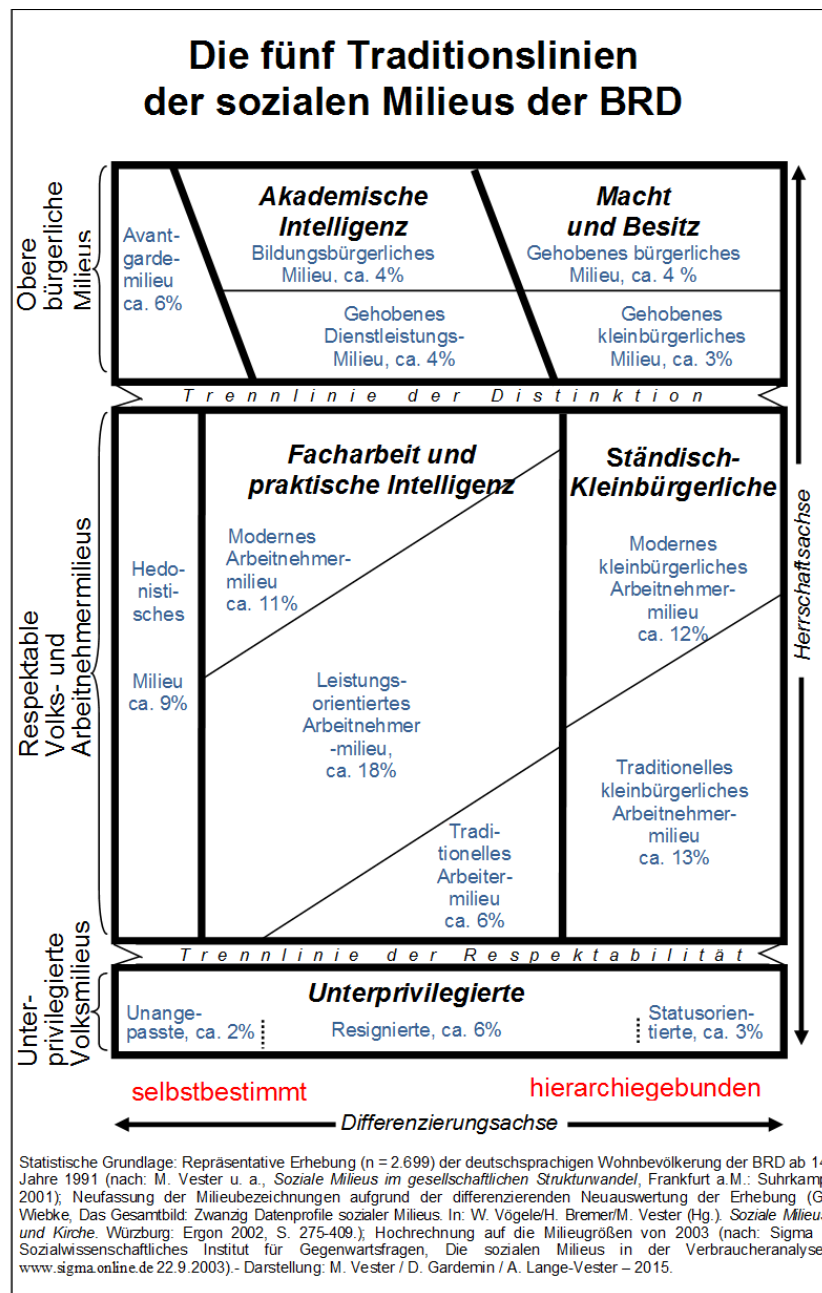 Die fünf Traditionslinien
der sozialen Milieus der BRD
Obere
bürgerliche
Milieus
Avant-
garde-
milieu
ca. 6%
Akademische
Intelligenz
Bildungsbürgerliches
Milieu, ca. 4%
Gehobenes
Dienstleistungs-
Milieu, ca. 4%
Macht
und Besitz
Gehobenes bürgerliches
Milieu, ca. 4 %
Gehobenes
kleinbürgerliches
Milieu, ca. 3%
Trennlinie der Distinktion
Respektable
Volks- und
Arbeitnehmermilieus
Hedo-
nistisches
Milieu
ca. 9%
Facharbeit und
praktische Intelligenz
Modernes
Arbeitnehmer-
milieu
ca. 11%
Leistungs-
orientiertes
Arbeitnehmer
-milieu,
ca. 18%
Tradi-
tionelles
Arbeiter-
milieu
ca. 6%
Ständisch-
Kleinbürgerliche
Modernes
kleinbürgerliches
Arbeitnehmer-
milieu
ca. 12%
Traditionelles
kleinbürgerliches
Arbeitnehmer-
milieu
ca. 13%
Herrschaftsachse
Trennlinie der Respektabilität
Unter-
privilegierte
Volksmilieus
Unterprivilegierte
Unange-
passte, ca. 2%
Resignierte, ca. 6%
Statusorien-
tierte, ca. 3%
selbstbestimmt
hierarchiegebunden
Differenzierungsachse
Statistische Grundlage: Repräsentative Erhebung (n = 2.699) der deutschsprachigen Wohnbevölkerung der BRD ab 14
Jahre 1991 (nach: M. Vester u. a., Soziale Milieus im gesellschaftlichen Strukturwandel, Frankfurt a.M.: Suhrkamp
2001); Neufassung der Milieubezeichnungen aufgrund der differenzierenden Neuauswertung der Erhebung (G.
Wiebke, Das Gesamtbild: Zwanzig Datenprofile sozialer Milieus. In: W. Vögele/H. Bremer/M. Vester (Hg.). Soziale Milieus
und Kirche. Würzburg: Ergon 2002, S. 275-409.); Hochrechnung auf die Milieugrößen von 2003 (nach: Sigma
Sozialwissenschaftliches Institut für Gegenwartsfragen, Die sozialen Milieus in der Verbraucheranalyse,
www.sigma.online.de 22.9.2003).- Darstellung: M. Vester / D. Gardemin / A. Lange-Vester – 2015.